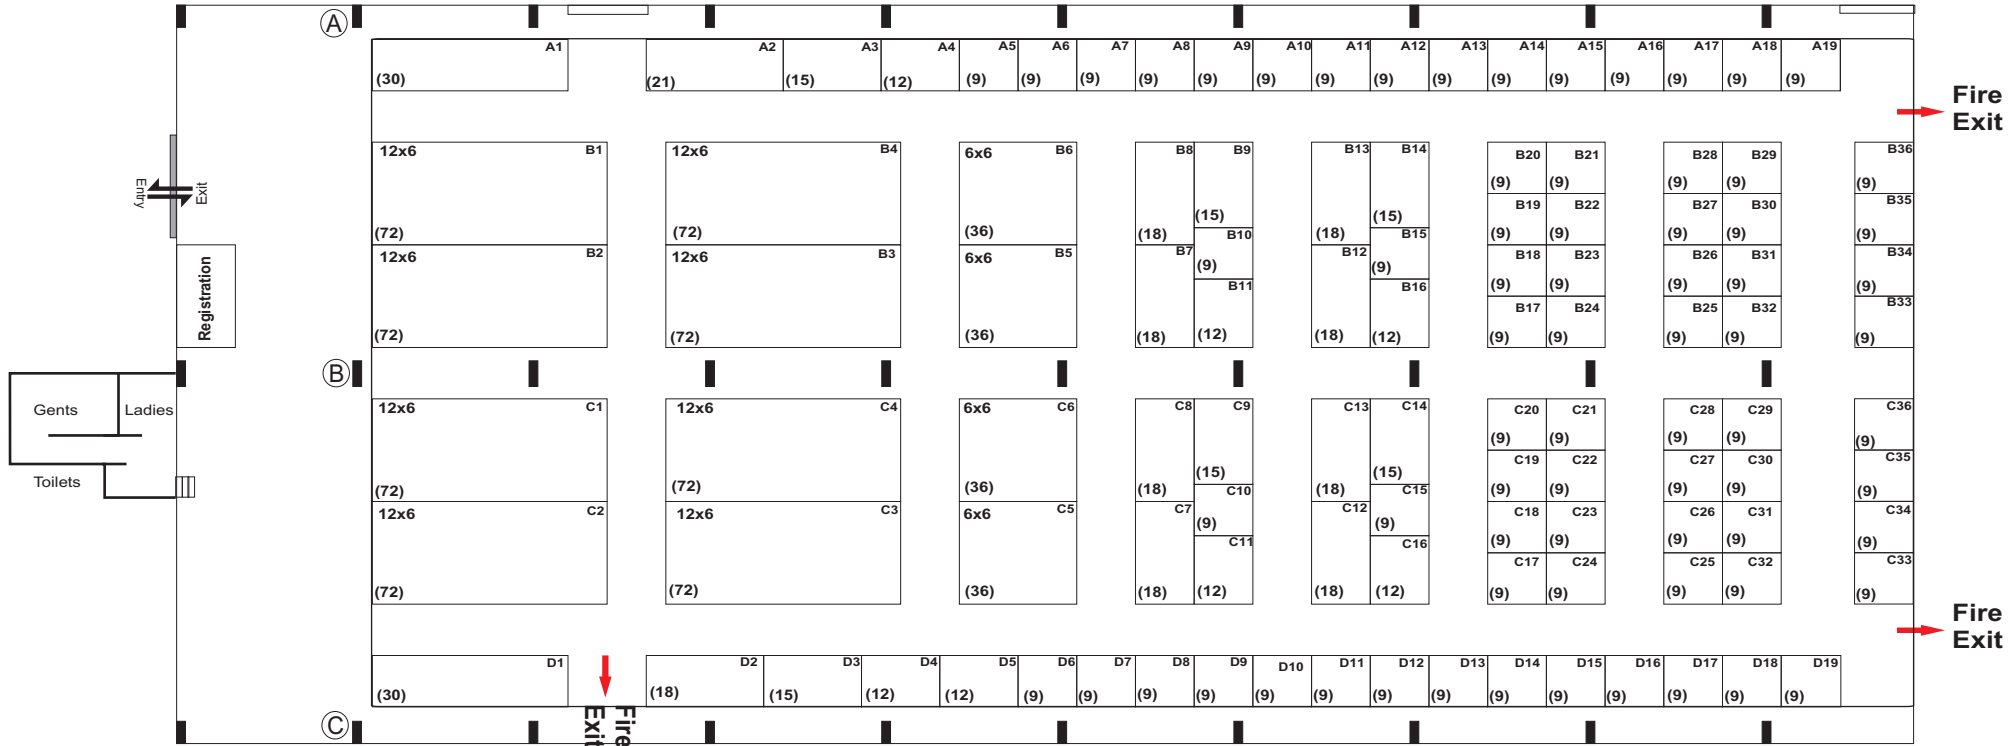 A
A1 A2 A3 A4 A5 A6 A7 A8 A9 A10 A11 A12 A13 A14 A15 A16 A17 A18 A19
(30) (21) (15) (12) (9) (9) (9) (9) (9) (9) (9) (9) (9) (9) (9) (9) (9) (9) (9)
Fire
Exit
12x6 B1 12x6 B4 6x6 B6 B8 B9 B13 B14 B20 B21 B28 B29 B36
(9) (9) (9) (9) (9)
Entry Exit
B19 B22 B27 B30 B35
(15) (15)
(72) (72) (36) (18) (18) (9) (9) (9) (9) (9)
B10 B15
12x6 B2 12x6 B3 6x6 B5 B7 B12 B18 B23 B26 B31 B34
(9) (9) (9) (9) (9) (9) (9)
B11 B16
Registration
B17 B24 B25 B32 B33
(72) (72) (36) (18) (12) (18) (12) (9) (9) (9) (9) (9)
B
Gents Ladies
12x6 C1 12x6 C4 6x6 C6 C8 C9 C13 C14 C20 C21 C28 C29 C36
(9) (9) (9) (9) (9)
C19 C22 C27 C30 C35
(15) (15)
Toilets
(72) (72) (36) (18) (18) (9) (9) (9) (9) (9)
C10 C15
12x6 C2 12x6 C3 6x6 C5 C7 C12 C18 C23 C26 C31 C34
(9) (9) (9) (9) (9) (9) (9)
C11 C16
C17 C24 C25 C32 C33
(72) (72) (36) (18) (12) (18) (12) (9) (9) (9) (9) (9)
Fire
Exit
D1 D2 D3 D4 D5 D6 D7 D8 D9 D10 D11 D12 D13 D14 D15 D16 D17 D18 D19
(30) (18) (15) (12) (12) (9) (9) (9) (9) (9) (9) (9) (9) (9) (9) (9) (9) (9) (9)
C
Fire
Exit